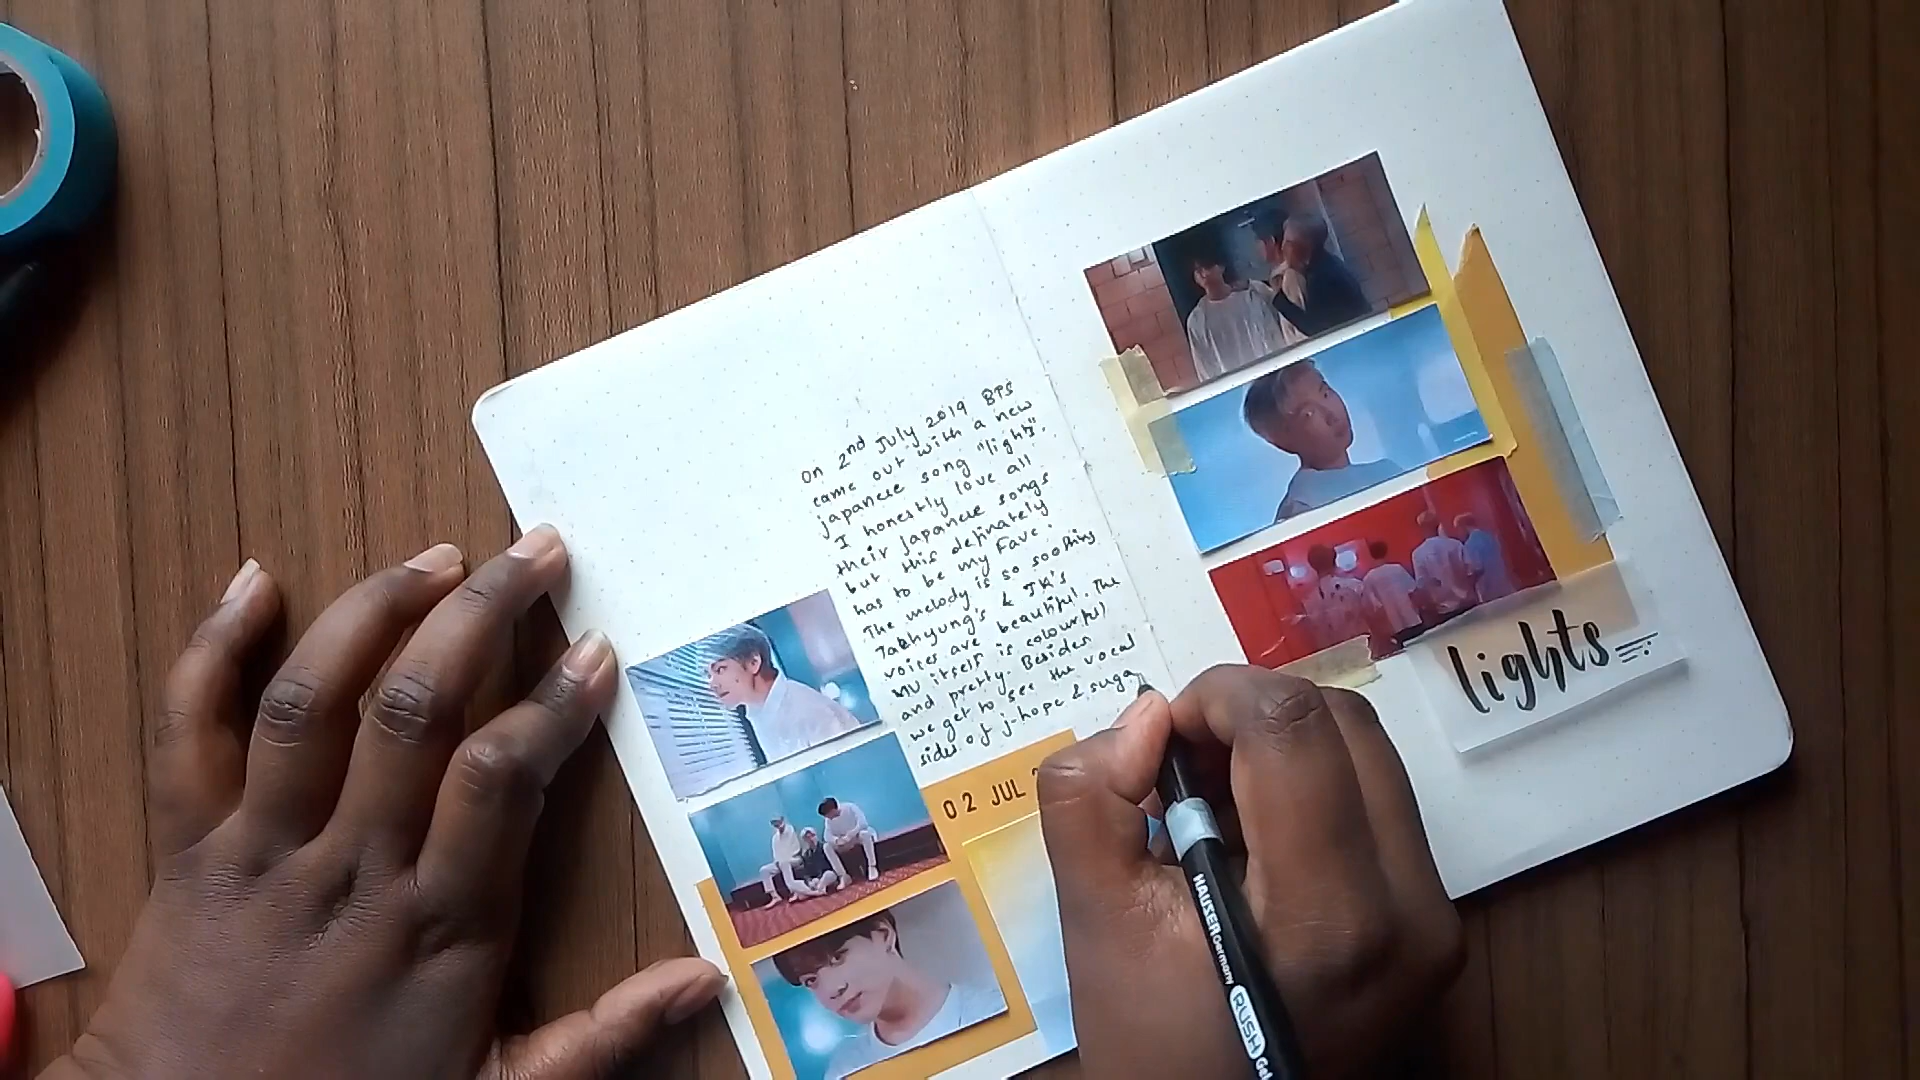 On 2nd July 2019 BTS
came out with a new
japanese song "lights".
I honestly love all
their japanese songs
but this definately
has to be my fave.
The melody is so soothing
Taehyung's & JK's
voices are beautiful. The
MV itself is colourful
and pretty. Besides
we get to see the vocal
sides of j-hope & suga
02 JUL
lights
HAUSER Germany RUSH Gel